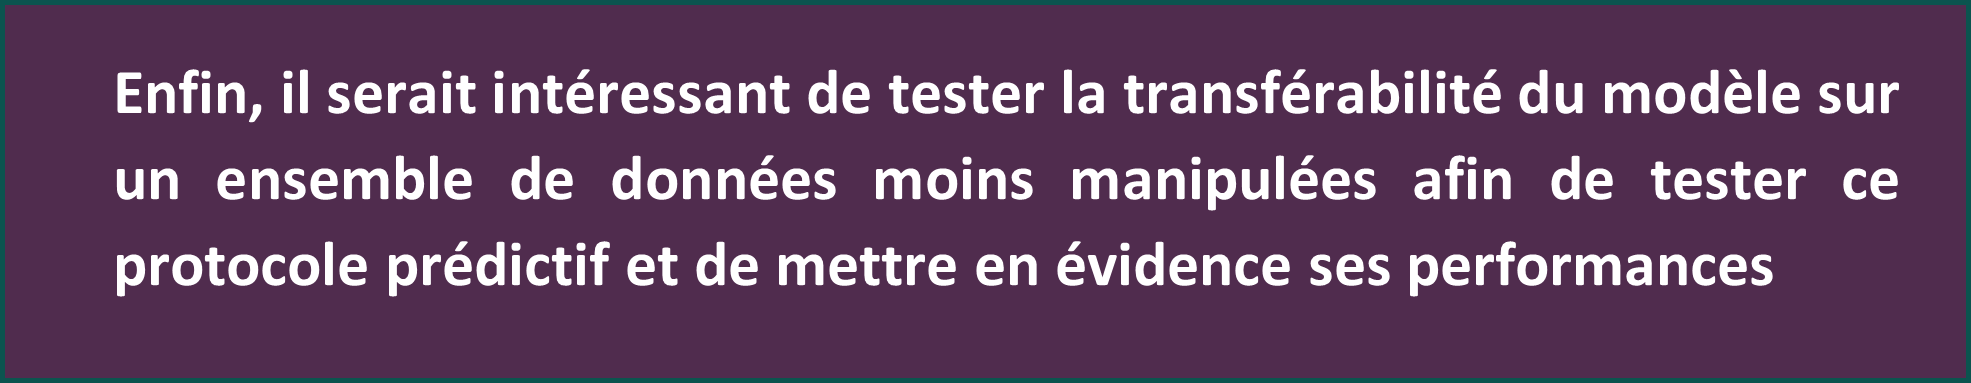 Enfin, il serait intéressant de tester la transférabilité du modèle sur
un ensemble de données moins manipulées afin de tester ce
protocole prédictif et de mettre en évidence ses performances